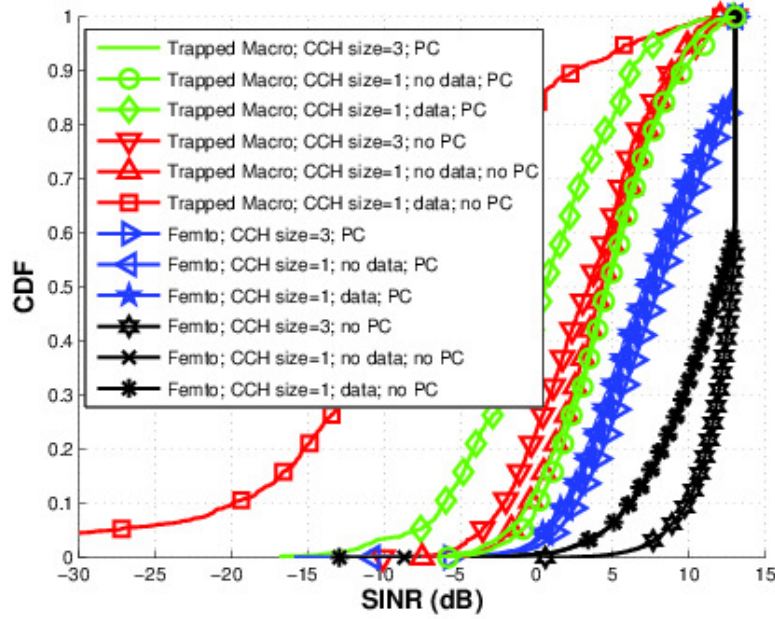 1
0.9
0.8
0.7
0.6
0.5
0.4
0.3
0.2
0.1
0
CDF
Trapped Macro; CCH size=3; PC
Trapped Macro; CCH size=1; no data; PC
Trapped Macro; CCH size=1; data; PC
Trapped Macro; CCH size=3; no PC
Trapped Macro; CCH size=1; no data; no PC
Trapped Macro; CCH size=1; data; no PC
Femto; CCH size=3; PC
Femto; CCH size=1; no data; PC
Femto; CCH size=1; data; PC
Femto; CCH size=3; no PC
Femto; CCH size=1; no data; no PC
Femto; CCH size=1; data; no PC
-30 -25 -20 -15 -10 -5 0 5 10 15
SINR (dB)